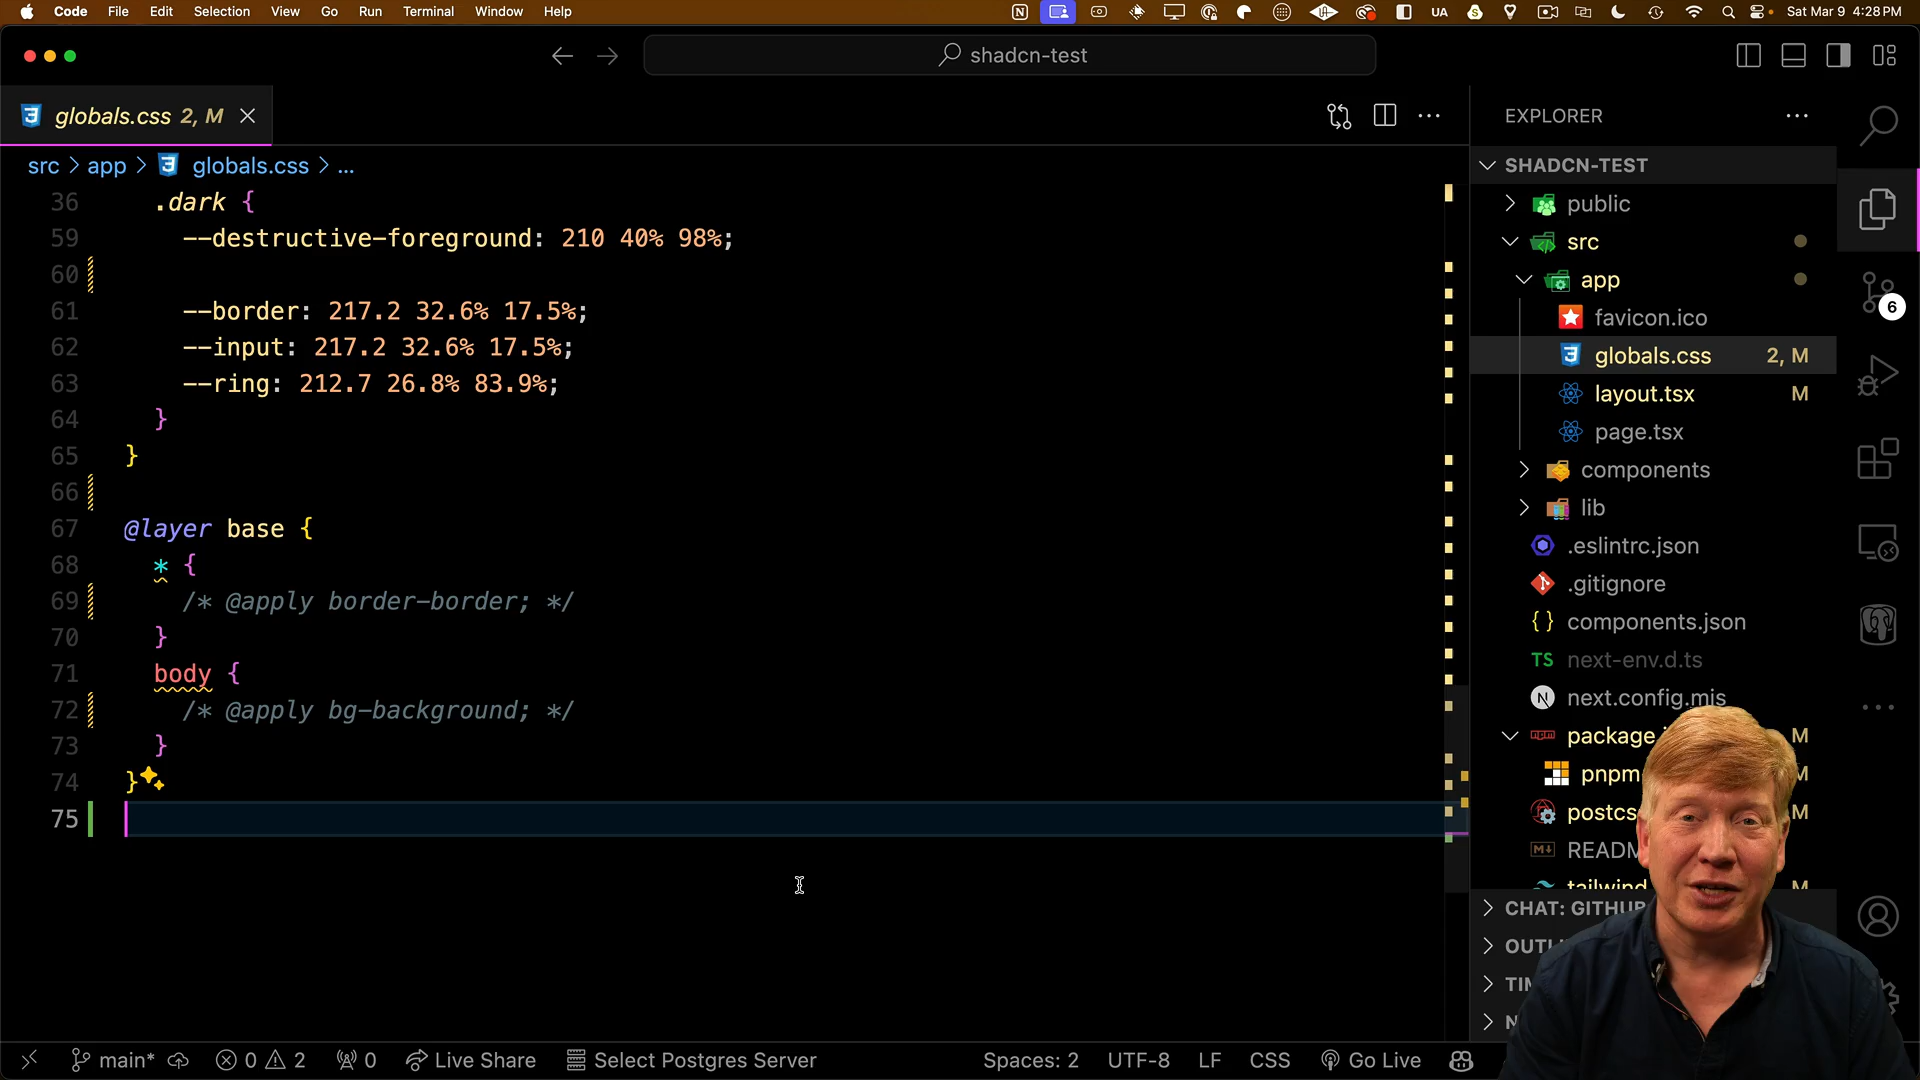 Code File Edit Selection View Go Run Terminal Window Help UA Sat Mar 9 4:28 PM
shadcn-test
globals.css 2, M
src > app > globals.css > ...
36 .dark {
59 --destructive-foreground: 210 40% 98%;
60
61 --border: 217.2 32.6% 17.5%;
62 --input: 217.2 32.6% 17.5%;
63 --ring: 212.7 26.8% 83.9%;
64 }
65 }
66
67 @layer base {
68 * {
69 /* @apply border-border; */
70 }
71 body {
72 /* @apply bg-background; */
73 }
74 }
75
EXPLORER
SHADCN-TEST
public
src
app
favicon.ico
globals.css 2, M
layout.tsx M
page.tsx
components
lib
.eslintrc.json
.gitignore
components.json
TS next-env.d.ts
next.config.mjs
package. M
pnpm M
postcs M
READM
tailwind M
CHAT: GITHUB
OUTL
TIM
N
6
main* 0 2 0 Live Share Select Postgres Server Spaces: 2 UTF-8 LF CSS Go Live